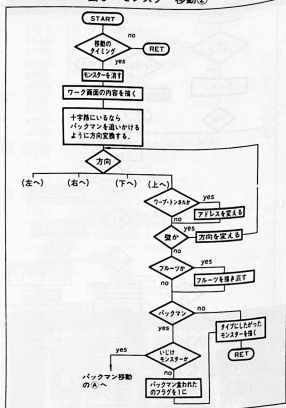 START
移動の
タイミング
no
RET
yes
モンスターを消す
ワーク画面の内容を描く
十字路にいるなら
パックマンを追いかける
ように方向変換する.
方向
(左へ)
(右へ)
(下へ)
(上へ)
ワープ・トンネルか
yes
アドレスを変える
no
壁か
yes
方向を変える
no
フルーツか
yes
フルーツを描き直す
no
パックマン
no
yes
タイプにしたがった
モンスターを描く
RET
いじけ
モンスターか
yes
パックマン移動
のⒶへ
no
パックマン食われた
のフラグを1に